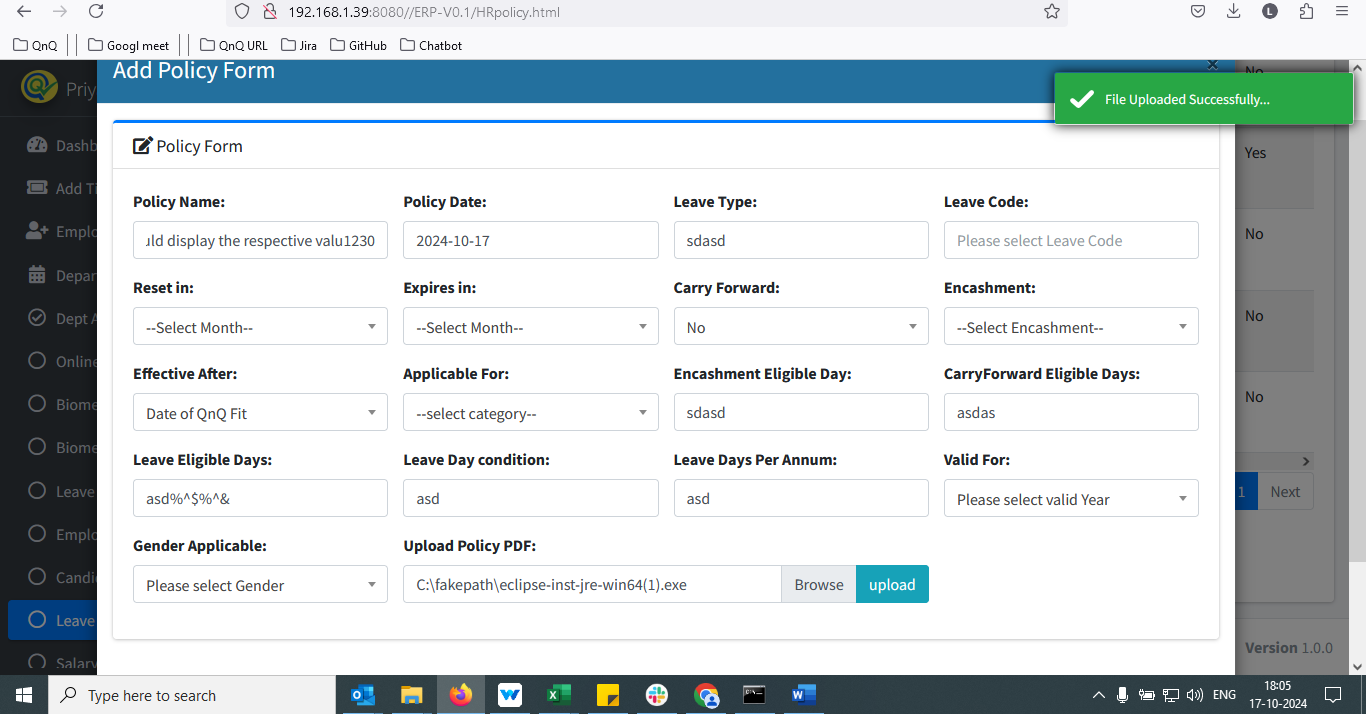 192.168.1.39:8080//ERP-V0.1/HRpolicy.html
QnQ Googl meet QnQ URL Jira GitHub Chatbot
Add Policy Form
×
No
File Uploaded Successfully...
Policy Form
Yes
Policy Name: Policy Date: Leave Type: Leave Code:
uld display the respective valu1230 2024-10-17 sdasd Please select Leave Code
No
Reset in: Expires in: Carry Forward: Encashment:
--Select Month-- --Select Month-- No --Select Encashment--
No
Effective After: Applicable For: Encashment Eligible Day: CarryForward Eligible Days:
Date of QnQ Fit --select category-- sdasd asdas
No
Leave Eligible Days: Leave Day condition: Leave Days Per Annum: Valid For:
asd%^$%^& asd asd Please select valid Year
1 Next
Gender Applicable: Upload Policy PDF:
Please select Gender C:\fakepath\eclipse-inst-jre-win64(1).exe Browse upload
Version 1.0.0
Priy
Dashb
Add Ti
Emplo
Depar
Dept A
Online
Biome
Biome
Leave
Emplo
Candi
Leave
Salary
Type here to search
ENG
18:05
17-10-2024